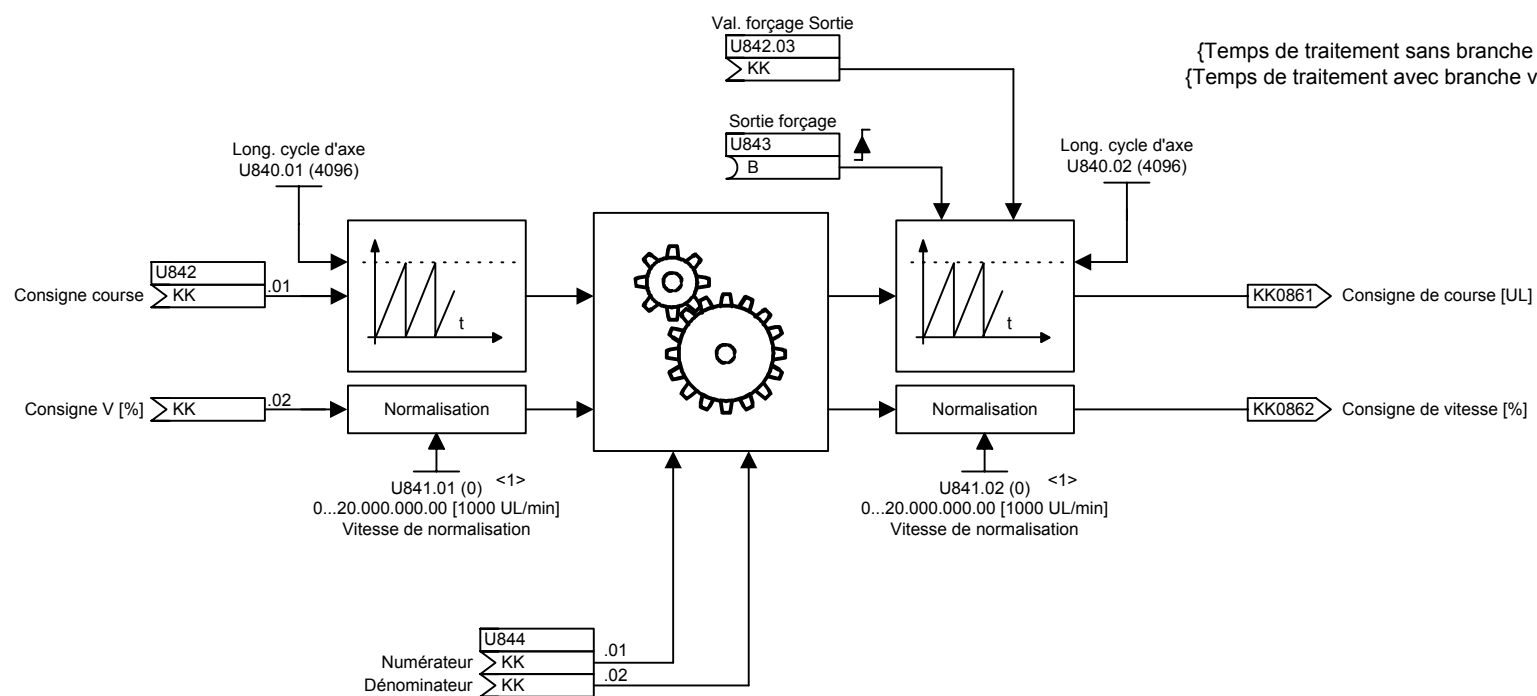 Val. forçage Sortie
U842.03
KK
{Temps de traitement sans branche
{Temps de traitement avec branche v
Sortie forçage
U843
B
Long. cycle d'axe
U840.01 (4096)
Long. cycle d'axe
U840.02 (4096)
U842
Consigne course
KK
.01
t
t
KK0861
Consigne de course [UL]
Consigne V [%]
KK
.02
Normalisation
Normalisation
KK0862
Consigne de vitesse [%]
U841.01 (0) <1>
0...20.000.000.00 [1000 UL/min]
Vitesse de normalisation
U841.02 (0) <1>
0...20.000.000.00 [1000 UL/min]
Vitesse de normalisation
U844
Numérateur
KK
.01
Dénominateur
KK
.02